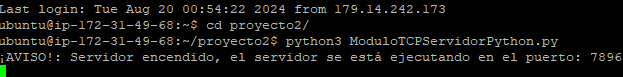 Last login: Tue Aug 20 00:54:22 2024 from 179.14.242.173
ubuntu@ip-172-31-49-68:~$ cd proyecto2/
ubuntu@ip-172-31-49-68:~/proyecto2$ python3 ModuloTCPServidorPython.py
¡AVISO!: Servidor encendido, el servidor se está ejecutando en el puerto: 7896